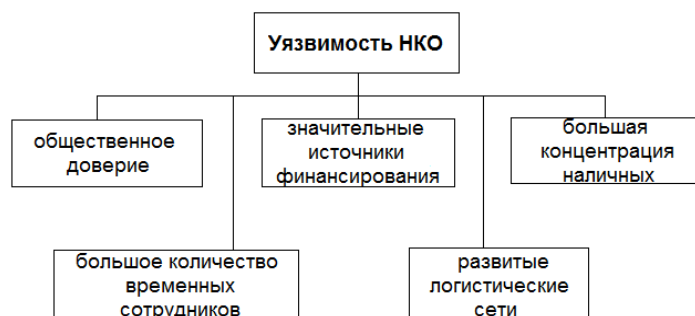 Уязвимость НКО
общественное
доверие
значительные
источники
финансирования
большая
концентрация
наличных
большое количество
временных
сотрудников
развитые
логистические
сети